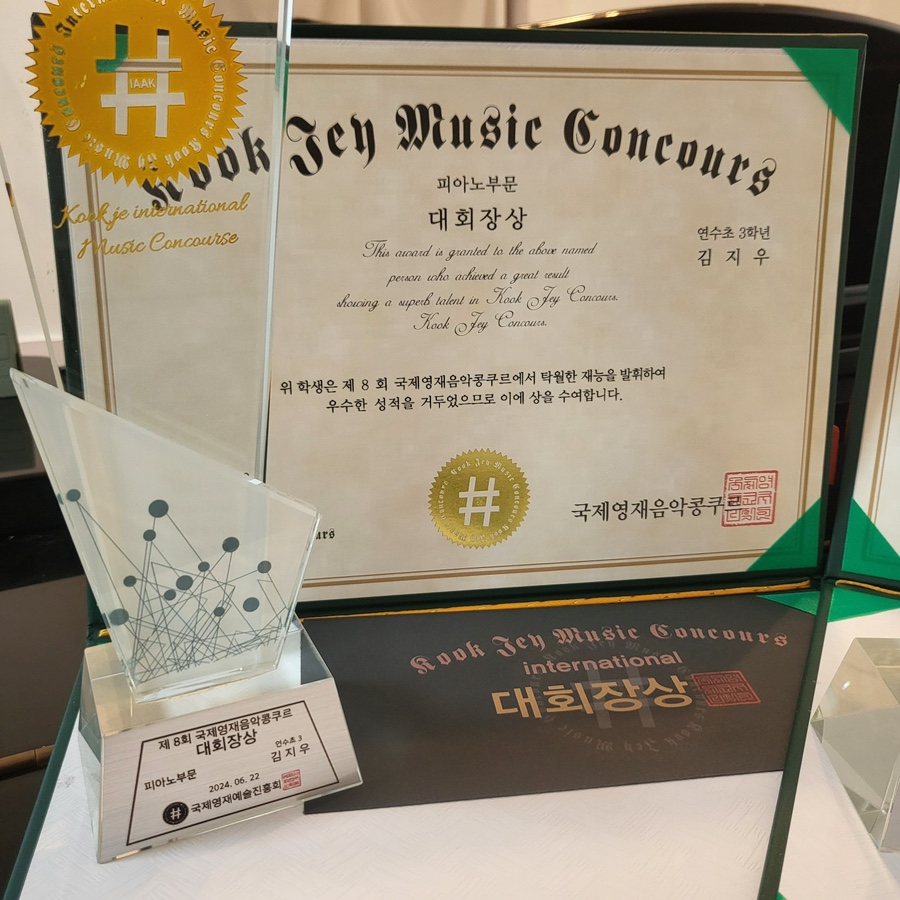 IAAK
Kook je international
Music Concourse
Kook Jey Music Concours
피아노부문
대회장상
연수초 3학년
김 지 우
This award is granted to the above named
person who achieved a great result
showing a superb talent in Kook Jey Concours.
Kook Jey Concours.
위 학생은 제 8 회 국제영재음악콩쿠르에서 탁월한 재능을 발휘하여
우수한 성적을 거두었으므로 이에 상을 수여합니다.
국제영재음악콩쿠르
Kook Jey Music Concours
international
대회장상
제 8회 국제영재음악콩쿠르
대회장상
연수초 3
김 지 우
피아노부문
2024. 06. 22
국제영재예술진흥회